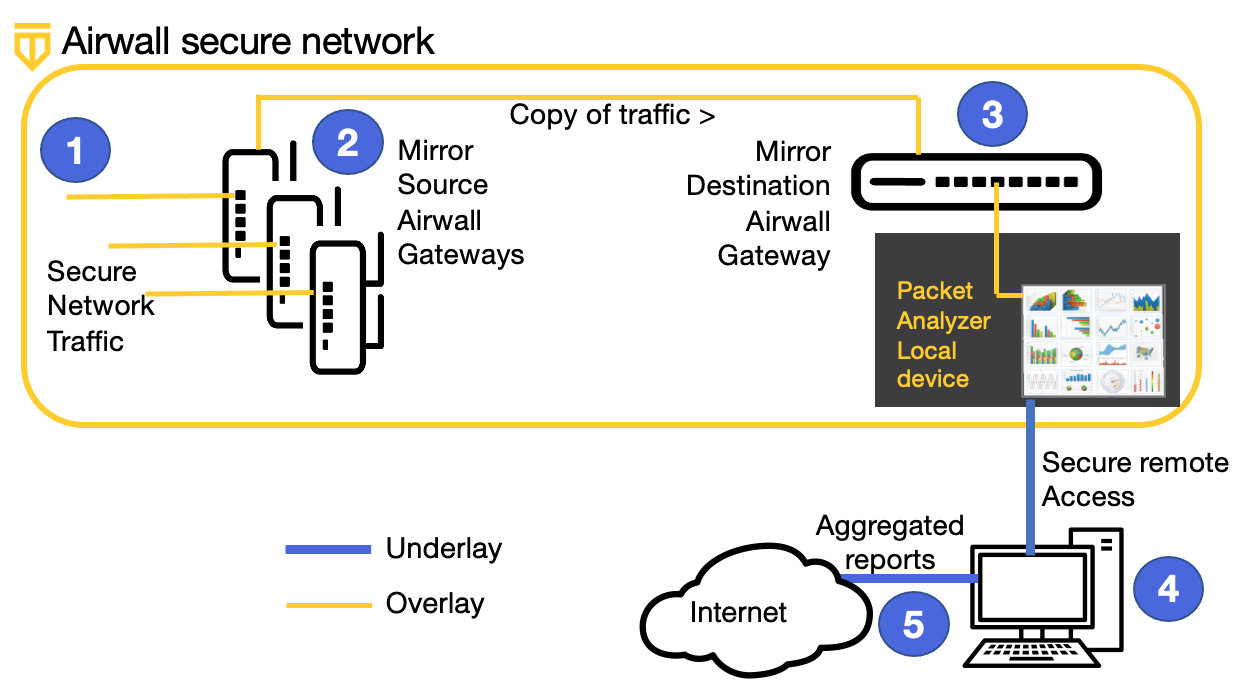 Airwall secure network
1
2
3
Copy of traffic >
Mirror
Source
Airwall
Gateways
Mirror
Destination
Airwall
Gateway
Secure
Network
Traffic
Packet
Analyzer
Local
device
Secure remote
Access
Underlay
Overlay
Aggregated
reports
Internet
4
5